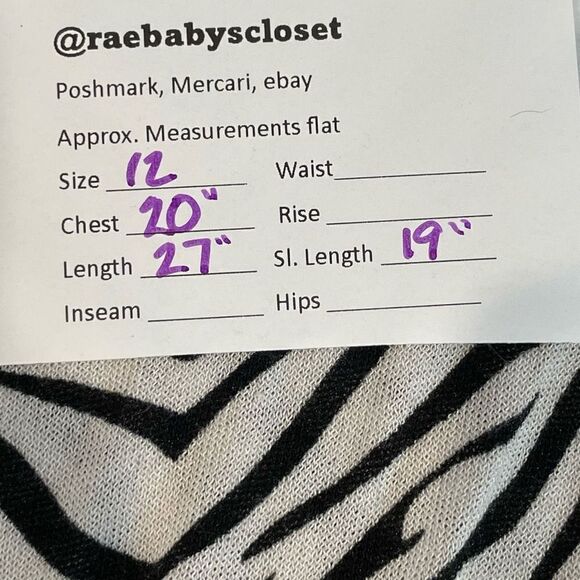 @raebabyscloset
Poshmark, Mercari, ebay
Approx. Measurements flat
Size 12 Waist
Chest 20" Rise
Length 27" Sl. Length 19"
Inseam Hips